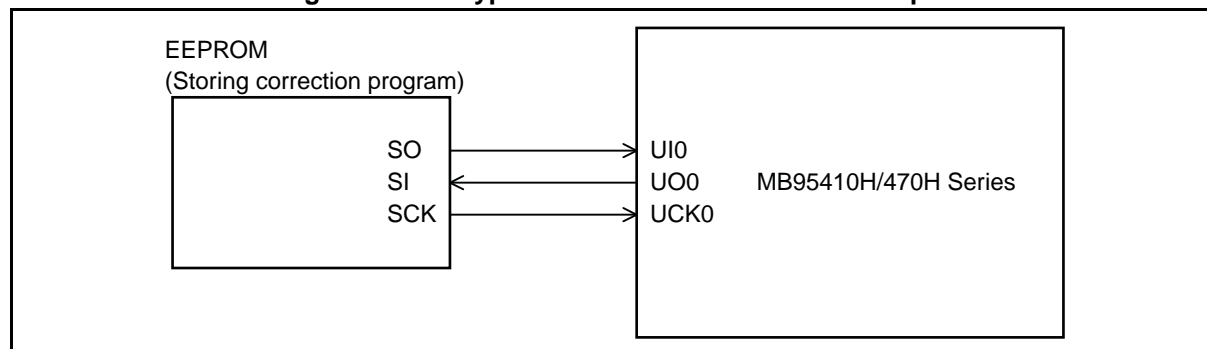 EEPROM
(Storing correction program)
SO
UI0
SI
UO0
MB95410H/470H Series
SCK
UCK0